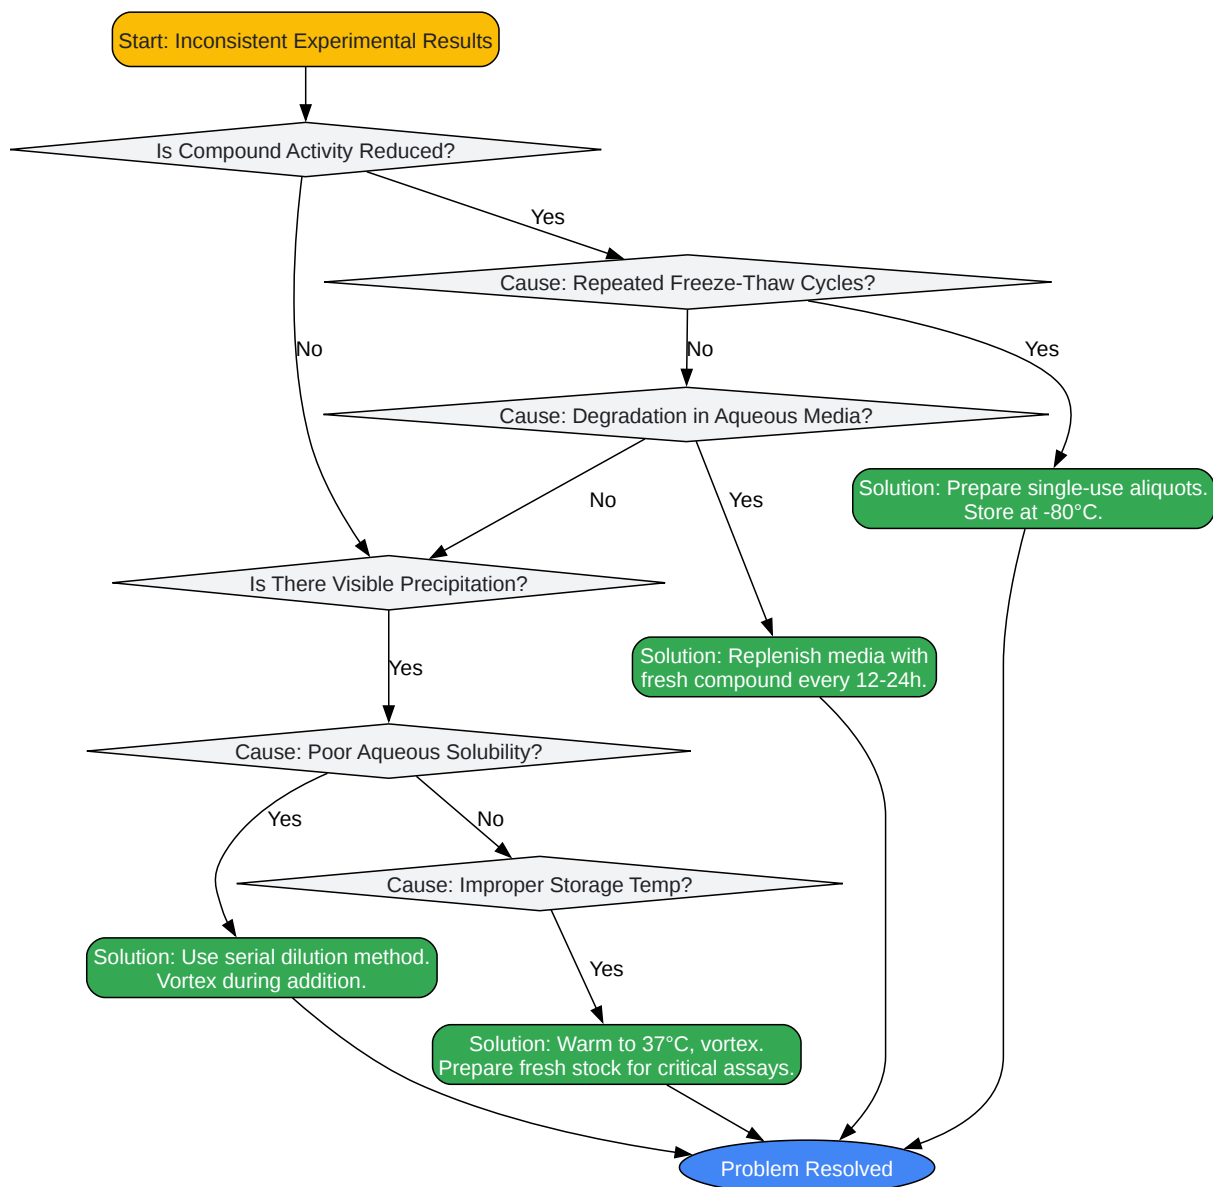 Start: Inconsistent Experimental Results
Is Compound Activity Reduced?
Yes
Cause: Repeated Freeze-Thaw Cycles?
No
No
Yes
Cause: Degradation in Aqueous Media?
No
Yes
Solution: Prepare single-use aliquots.
Store at -80°C.
Is There Visible Precipitation?
Yes
Solution: Replenish media with
fresh compound every 12-24h.
Cause: Poor Aqueous Solubility?
Yes
No
Cause: Improper Storage Temp?
Solution: Use serial dilution method.
Vortex during addition.
Yes
Solution: Warm to 37°C, vortex.
Prepare fresh stock for critical assays.
Problem Resolved